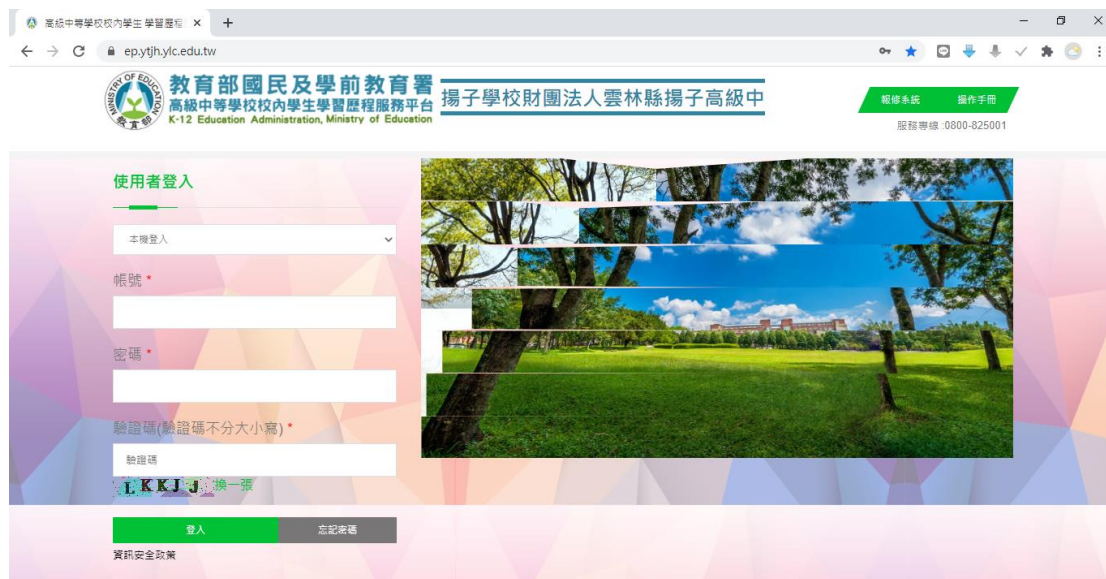 高級中等學校校內學生 學習歷程
ep.ytjh.ylc.edu.tw
MINISTRY OF EDUCATION
教育部
教育部國民及學前教育署
高級中等學校校內學生學習歷程服務平台
K-12 Education Administration, Ministry of Education
揚子學校財團法人雲林縣揚子高級中
報修系統 操作手冊
服務專線 :0800-825001
使用者登入
本機登入
帳號 *
密碼 *
驗證碼(驗證碼不分大小寫) *
驗證碼
LKKJJ 換一張
登入 忘記密碼
資訊安全政策